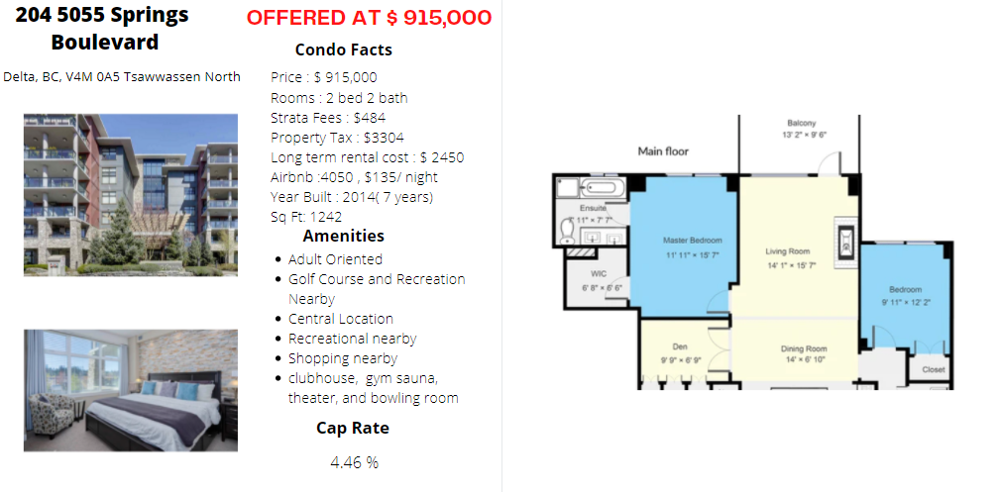 204 5055 Springs
Boulevard
Delta, BC, V4M 0A5 Tsawwassen North
OFFERED AT $ 915,000
Condo Facts
Price : $ 915,000
Rooms : 2 bed 2 bath
Strata Fees : $484
Property Tax : $3304
Long term rental cost : $ 2450
Airbnb :4050 , $135/ night
Year Built : 2014( 7 years)
Sq Ft: 1242
Amenities
Adult Oriented
Golf Course and Recreation
Nearby
Central Location
Recreational nearby
Shopping nearby
clubhouse,  gym sauna,
theater, and bowling room
Cap Rate
4.46 %
Balcony
13' 2" × 9' 6"
Main floor
Ensuite
11" × 7' 7"
Master Bedroom
11' 11" × 15' 7"
Living Room
14' 1" × 15' 7"
WIC
6' 8" × 6' 6"
Bedroom
9' 11" × 12' 2"
Den
9' 9" × 6' 9"
Dining Room
14' × 6' 10"
Closet